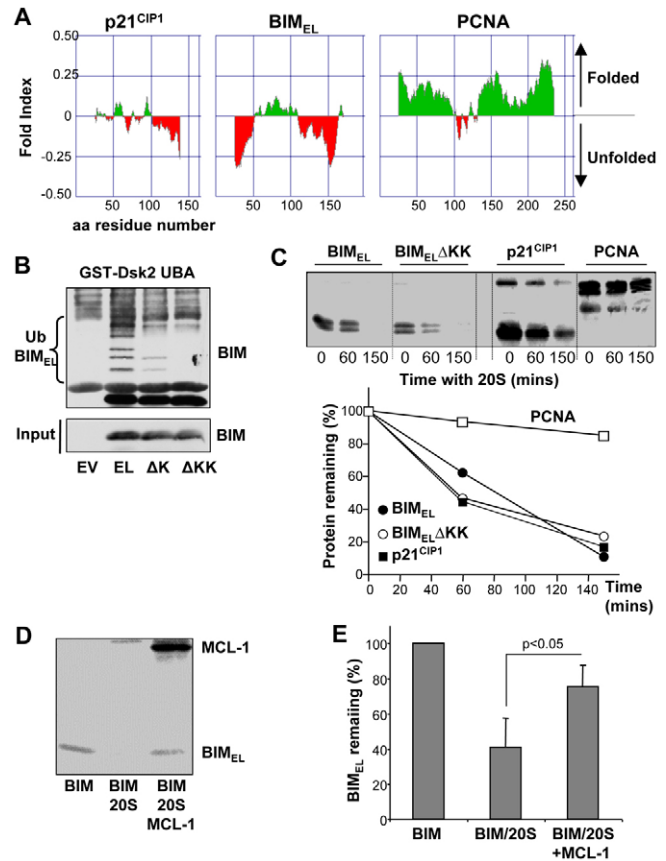 A
p21CIP1
BIMEL
PCNA
Fold Index
0.50
0.25
0
-0.25
-0.50
Folded
Unfolded
50 100 150
50 100 150
50 100 150 200 250
aa residue number
B
GST-Dsk2 UBA
Ub
BIMEL
BIM
Input
BIM
EV EL ΔK ΔKK
C
BIMEL BIMELΔKK p21CIP1 PCNA
0 60 150 0 60 150 0 60 150 0 60 150
Time with 20S (mins)
Protein remaining (%)
100
80
60
40
20
0
PCNA
BIMEL
BIMELΔKK
p21CIP1
0 20 40 60 80 100 120 140
Time
(mins)
D
MCL-1
BIMEL
BIM
BIM
20S
BIM
20S
MCL-1
E
BIMEL remaiing (%)
100
80
60
40
20
0
p<0.05
BIM
BIM/20S
BIM/20S
+MCL-1